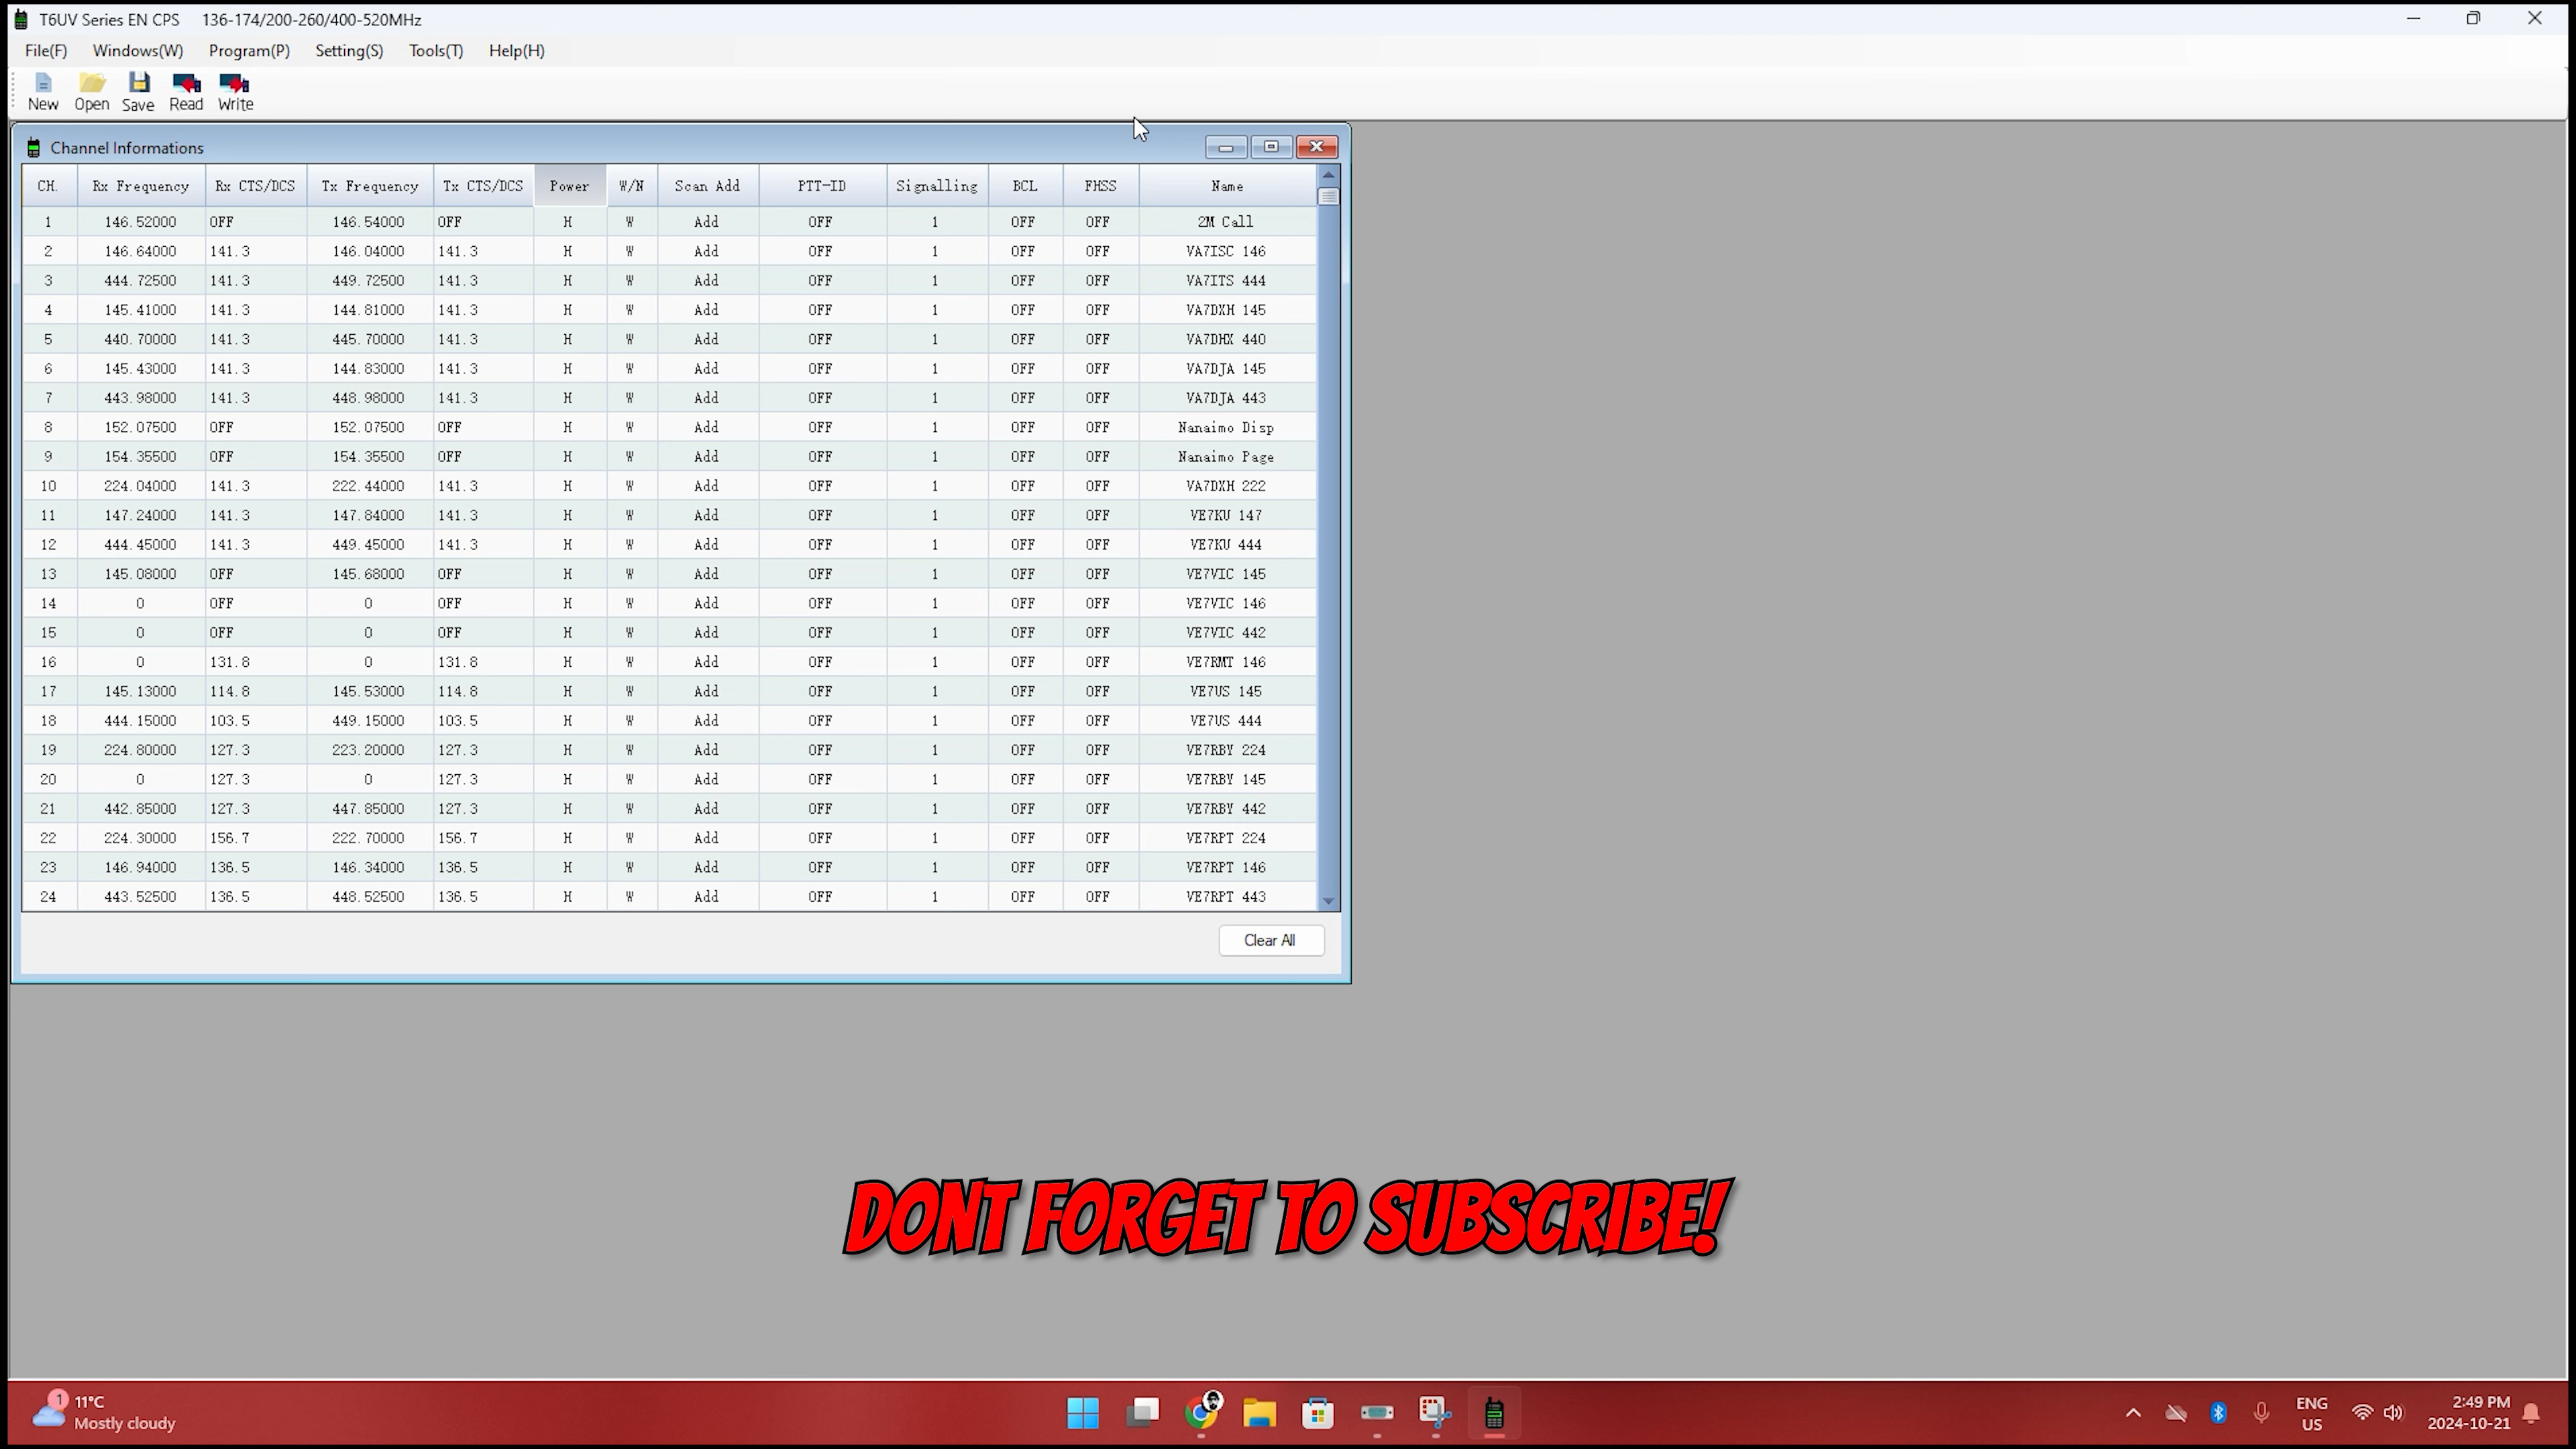 T6UV Series EN CPS 136-174/200-260/400-520MHz
File(F) Windows(W) Program(P) Setting(S) Tools(T) Help(H)
New Open Save Read Write
Channel Informations
CH. Rx Frequency Rx CTS/DCS Tx Frequency Tx CTS/DCS Power W/N Scan Add PTT-ID Signalling BCL FHSS Name
1 146.52000 OFF 146.54000 OFF H W Add OFF 1 OFF OFF 2M Call
2 146.64000 141.3 146.04000 141.3 H W Add OFF 1 OFF OFF VA7ISC 146
3 444.72500 141.3 449.72500 141.3 H W Add OFF 1 OFF OFF VA7ITS 444
4 145.41000 141.3 144.81000 141.3 H W Add OFF 1 OFF OFF VA7DXH 145
5 440.70000 141.3 445.70000 141.3 H W Add OFF 1 OFF OFF VA7DHX 440
6 145.43000 141.3 144.83000 141.3 H W Add OFF 1 OFF OFF VA7DJA 145
7 443.98000 141.3 448.98000 141.3 H W Add OFF 1 OFF OFF VA7DJA 443
8 152.07500 OFF 152.07500 OFF H W Add OFF 1 OFF OFF Nanaimo Disp
9 154.35500 OFF 154.35500 OFF H W Add OFF 1 OFF OFF Nanaimo Page
10 224.04000 141.3 222.44000 141.3 H W Add OFF 1 OFF OFF VA7DXH 222
11 147.24000 141.3 147.84000 141.3 H W Add OFF 1 OFF OFF VE7KU 147
12 444.45000 141.3 449.45000 141.3 H W Add OFF 1 OFF OFF VE7KU 444
13 145.08000 OFF 145.68000 OFF H W Add OFF 1 OFF OFF VE7VIC 145
14 0 OFF 0 OFF H W Add OFF 1 OFF OFF VE7VIC 146
15 0 OFF 0 OFF H W Add OFF 1 OFF OFF VE7VIC 442
16 0 131.8 0 131.8 H W Add OFF 1 OFF OFF VE7RMT 146
17 145.13000 114.8 145.53000 114.8 H W Add OFF 1 OFF OFF VE7US 145
18 444.15000 103.5 449.15000 103.5 H W Add OFF 1 OFF OFF VE7US 444
19 224.80000 127.3 223.20000 127.3 H W Add OFF 1 OFF OFF VE7RBY 224
20 0 127.3 0 127.3 H W Add OFF 1 OFF OFF VE7RBY 145
21 442.85000 127.3 447.85000 127.3 H W Add OFF 1 OFF OFF VE7RBY 442
22 224.30000 156.7 222.70000 156.7 H W Add OFF 1 OFF OFF VE7RPT 224
23 146.94000 136.5 146.34000 136.5 H W Add OFF 1 OFF OFF VE7RPT 146
24 443.52500 136.5 448.52500 136.5 H W Add OFF 1 OFF OFF VE7RPT 443
Clear All
DONT FORGET TO SUBSCRIBE!
1 11°C
Mostly cloudy
ENG
US
2:49 PM
2024-10-21